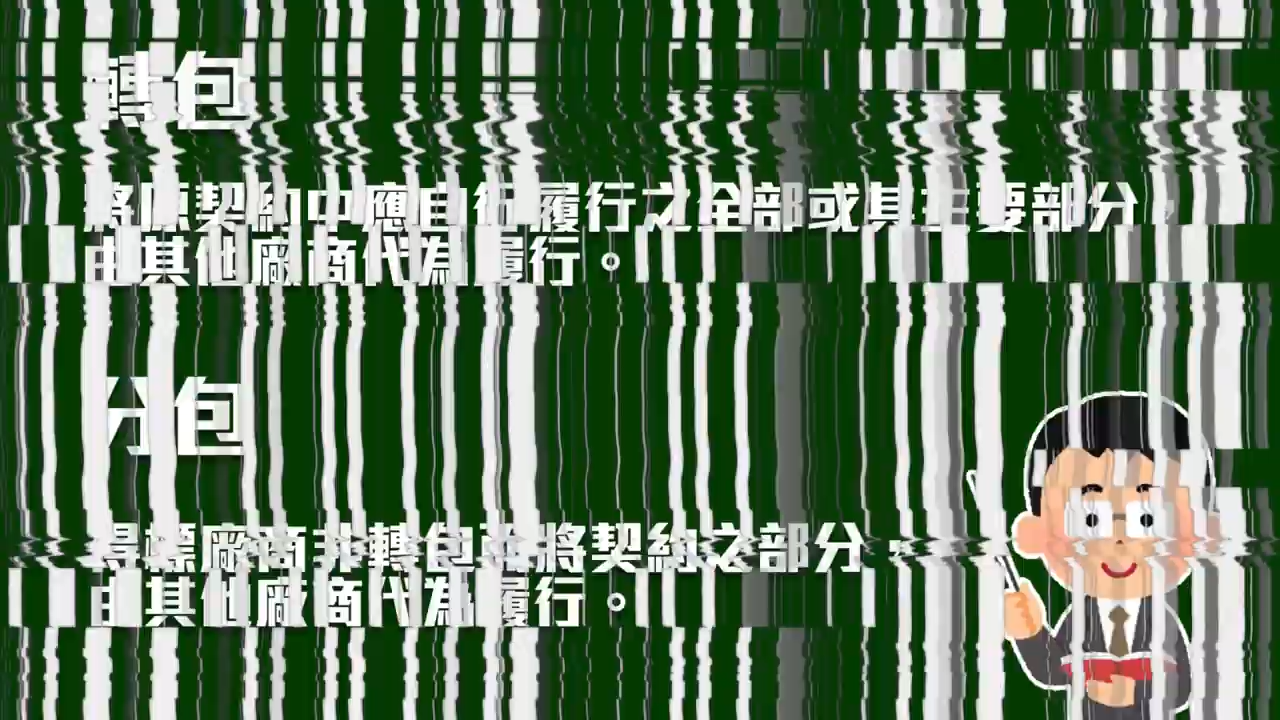 轉包
將原契約中應自行履行之全部或其主要部分，
由其他廠商代為履行。
分包
得標廠商非轉包而將契約之部分，
由其他廠商代為履行。